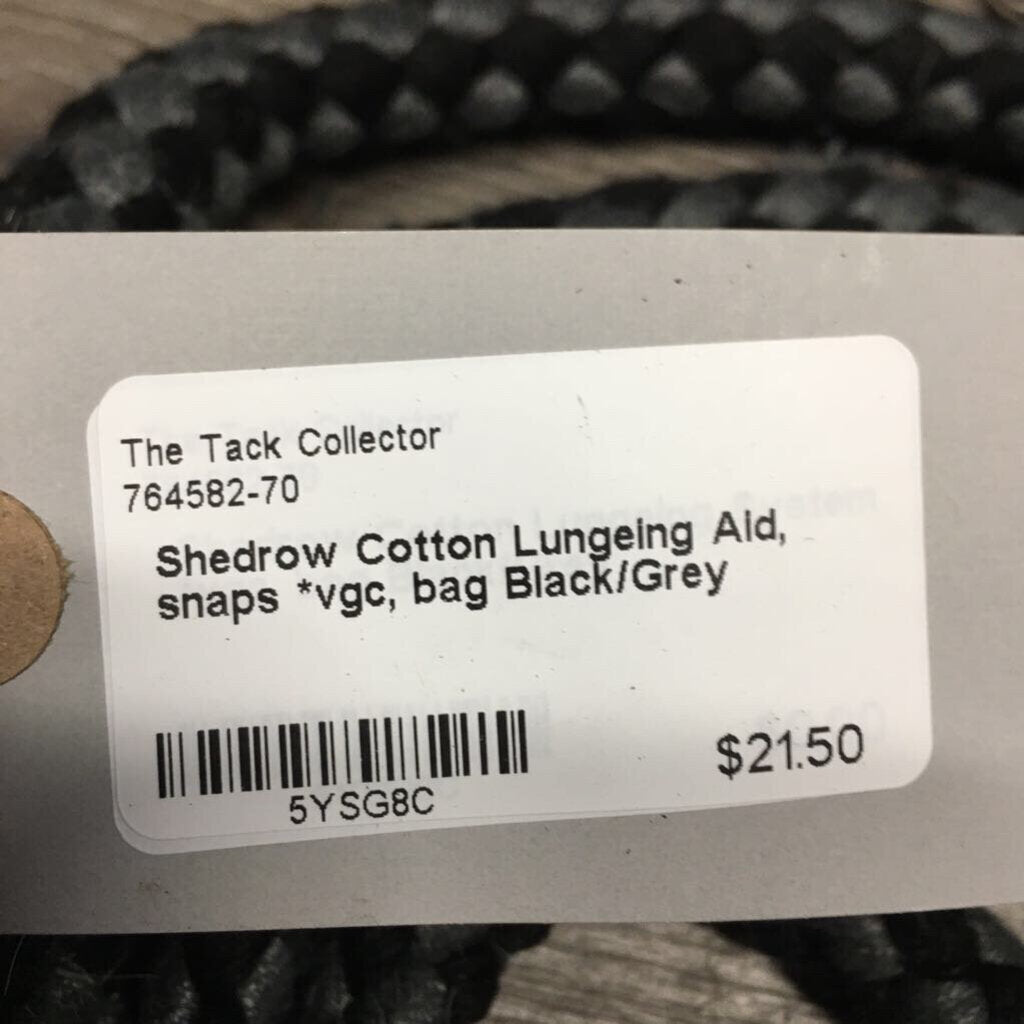 The Tack Collector
764582-70
Shedrow Cotton Lungeing Aid,
snaps *vgc, bag Black/Grey
5YSG8C
$21.50